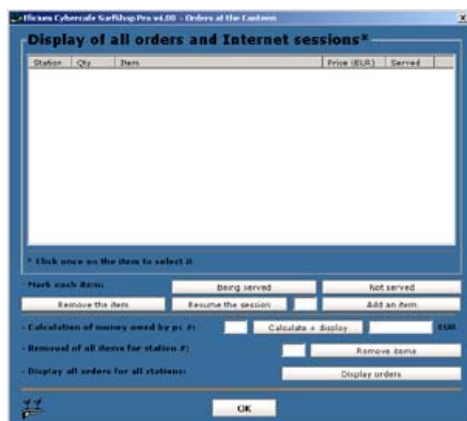 Ificium Cybercafe SurfShop Pro v4.00 - Orders at the Canteen
Display of all orders and Internet sessions*
Station Qty Item Price (EUR) Served
* Click once on the item to select it
- Mark each item: Being served Not served
Remove the item Resume the session Add an item
- Calculation of money owed by pc #: Calculate + display EUR
- Removal of all items for station #: Remove items
- Display all orders for all stations: Display orders
OK